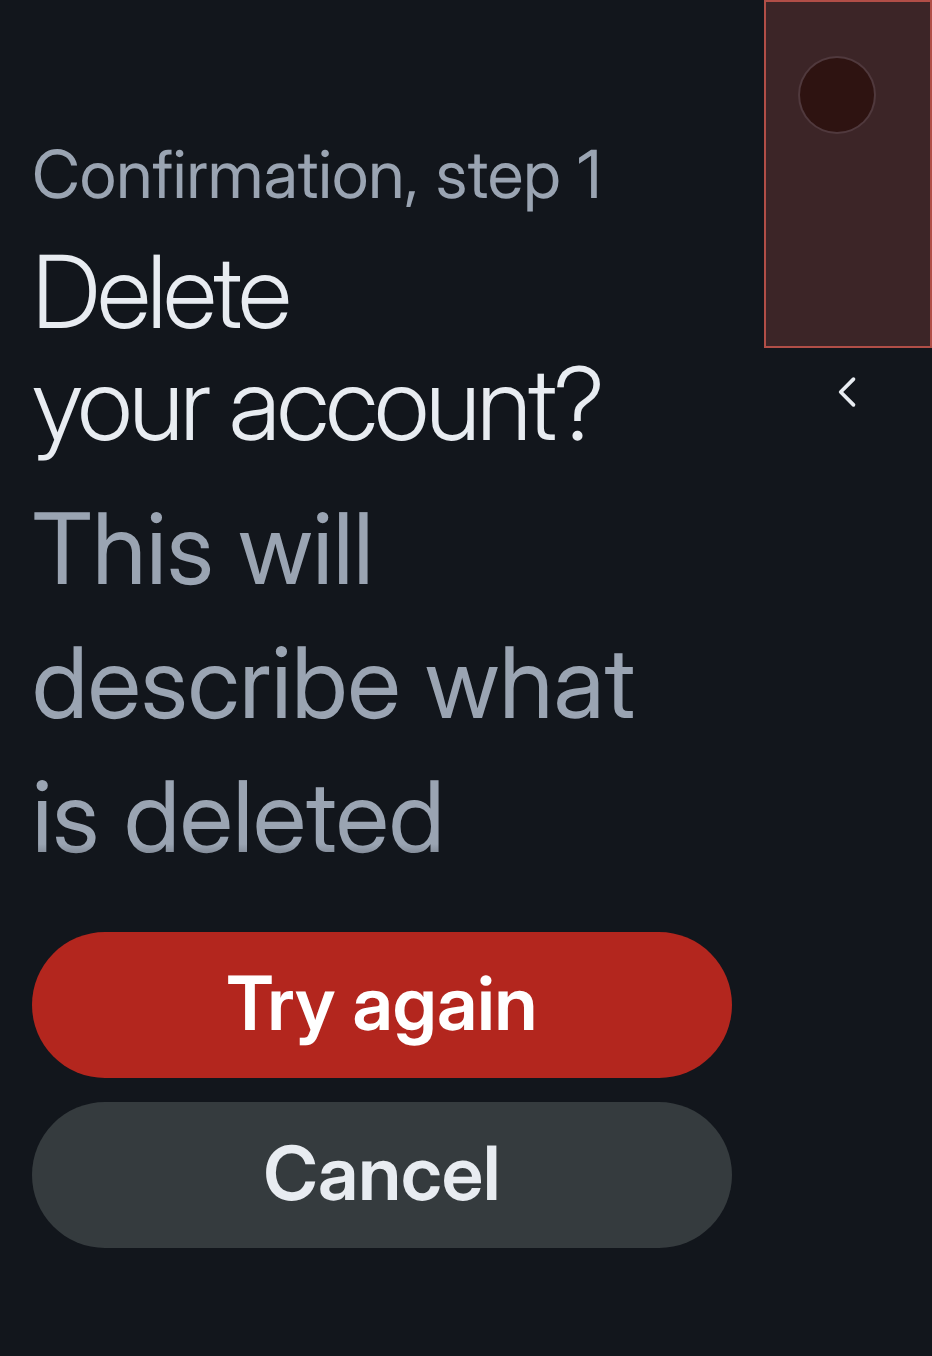 Confirmation, step 1
Delete
your account?
This will
describe what
is deleted
Try again
Cancel